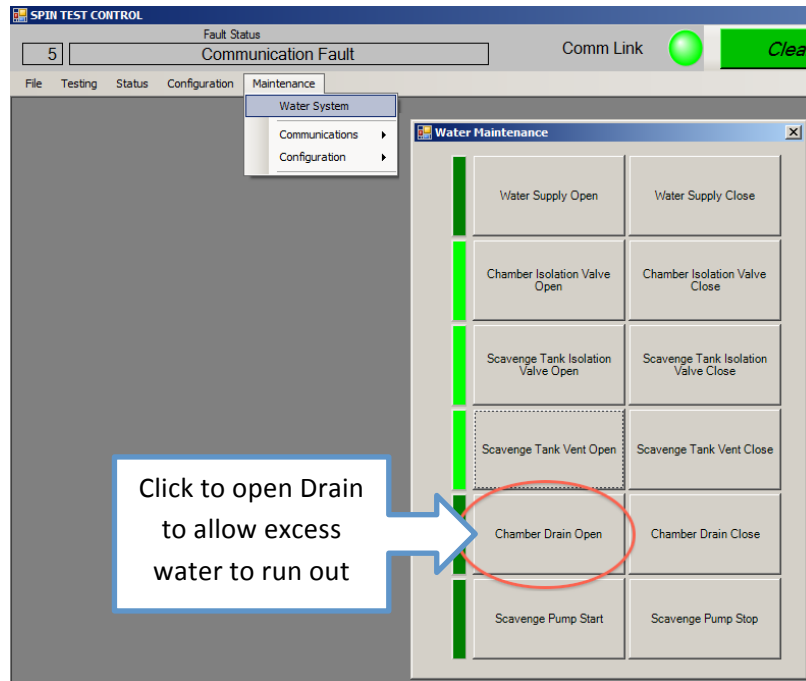 SPIN TEST CONTROL
Fault Status
5
Communication Fault
Comm Link
Clea
File Testing Status Configuration Maintenance
Water System
Communications
Configuration
Water Maintenance
Water Supply Open
Water Supply Close
Chamber Isolation Valve
Open
Chamber Isolation Valve
Close
Scavenge Tank Isolation
Valve Open
Scavenge Tank Isolation
Valve Close
Scavenge Tank Vent Open
Scavenge Tank Vent Close
Click to open Drain
to allow excess
water to run out
Chamber Drain Open
Chamber Drain Close
Scavenge Pump Start
Scavenge Pump Stop